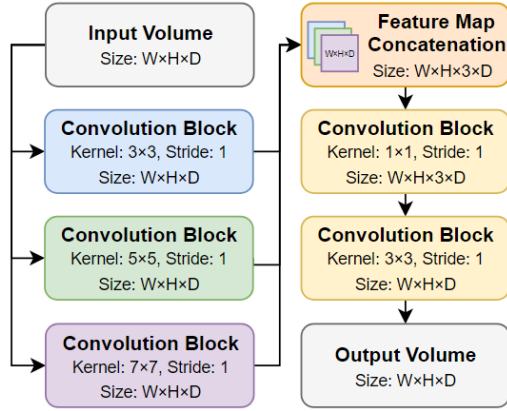 Input Volume
Size: W×H×D
Convolution Block
Kernel: 3×3, Stride: 1
Size: W×H×D
Convolution Block
Kernel: 5×5, Stride: 1
Size: W×H×D
Convolution Block
Kernel: 7×7, Stride: 1
Size: W×H×D
Feature Map
Concatenation
W×H×D
Size: W×H×3×D
Convolution Block
Kernel: 1×1, Stride: 1
Size: W×H×3×D
Convolution Block
Kernel: 3×3, Stride: 1
Size: W×H×D
Output Volume
Size: W×H×D